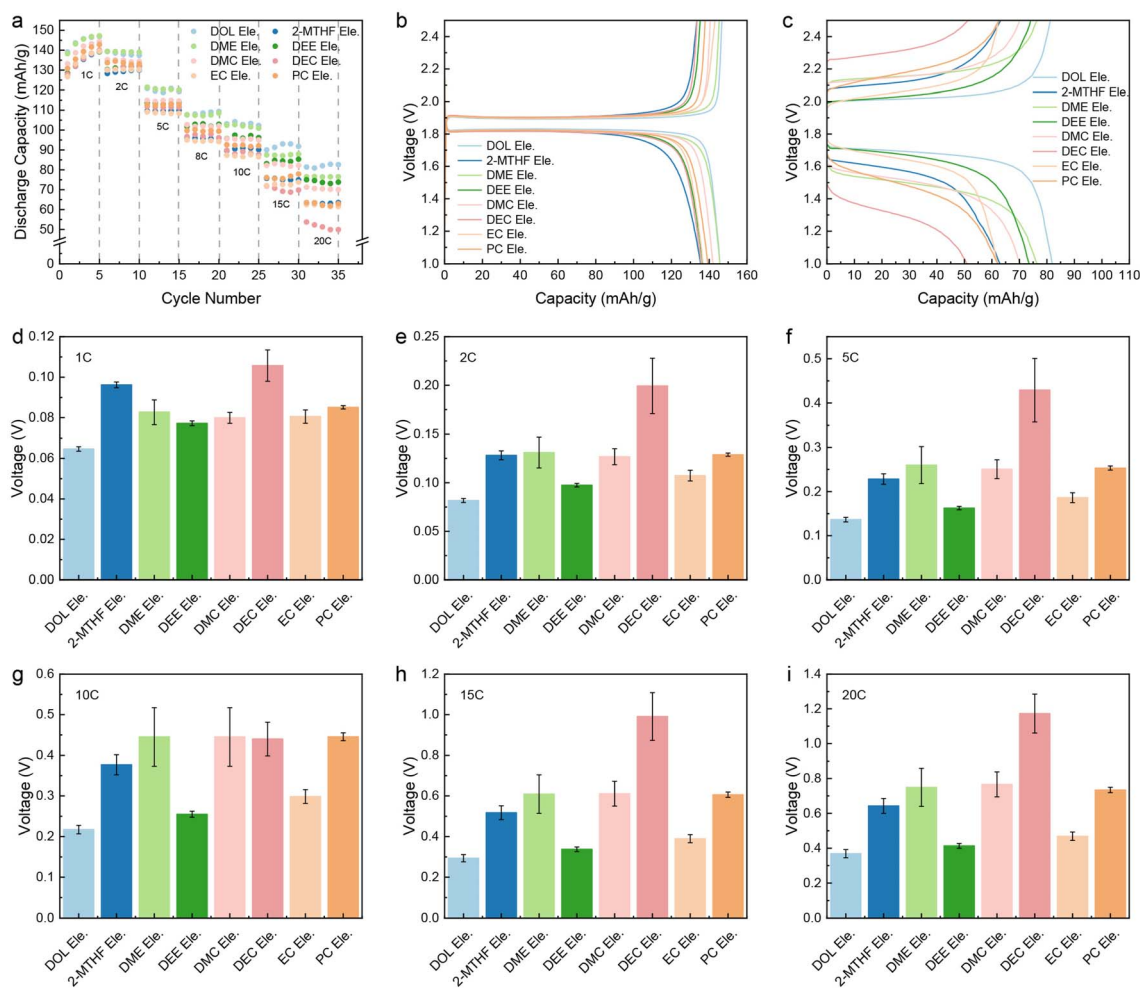 a
Discharge Capacity (mAh/g)
150
140
130
120
110
100
90
80
70
60
50
0
0 5 10 15 20 25 30 35
Cycle Number
1C
2C
5C
8C
10C
15C
20C
DOL Ele.
DME Ele.
DMC Ele.
EC Ele.
2-MTHF Ele.
DEE Ele.
DEC Ele.
PC Ele.
b
Voltage (V)
2.4
2.2
2.0
1.8
1.6
1.4
1.2
1.0
0 20 40 60 80 100 120 140 160
Capacity (mAh/g)
DOL Ele.
2-MTHF Ele.
DME Ele.
DEE Ele.
DMC Ele.
DEC Ele.
EC Ele.
PC Ele.
c
Voltage (V)
2.4
2.2
2.0
1.8
1.6
1.4
1.2
1.0
0 10 20 30 40 50 60 70 80 90 100 110
Capacity (mAh/g)
DOL Ele.
2-MTHF Ele.
DME Ele.
DEE Ele.
DMC Ele.
DEC Ele.
EC Ele.
PC Ele.
d
1C
Voltage (V)
0.12
0.10
0.08
0.06
0.04
0.02
0.00
DOL Ele.
2-MTHF Ele.
DME Ele.
DEE Ele.
DMC Ele.
DEC Ele.
EC Ele.
PC Ele.
e
2C
Voltage (V)
0.25
0.20
0.15
0.10
0.05
0.00
DOL Ele.
2-MTHF Ele.
DME Ele.
DEE Ele.
DMC Ele.
DEC Ele.
EC Ele.
PC Ele.
f
5C
Voltage (V)
0.5
0.4
0.3
0.2
0.1
0.0
DOL Ele.
2-MTHF Ele.
DME Ele.
DEE Ele.
DMC Ele.
DEC Ele.
EC Ele.
PC Ele.
g
10C
Voltage (V)
0.6
0.5
0.4
0.3
0.2
0.1
0.0
DOL Ele.
2-MTHF Ele.
DME Ele.
DEE Ele.
DMC Ele.
DEC Ele.
EC Ele.
PC Ele.
h
15C
Voltage (V)
1.2
1.0
0.8
0.6
0.4
0.2
0.0
DOL Ele.
2-MTHF Ele.
DME Ele.
DEE Ele.
DMC Ele.
DEC Ele.
EC Ele.
PC Ele.
i
20C
Voltage (V)
1.4
1.2
1.0
0.8
0.6
0.4
0.2
0.0
DOL Ele.
2-MTHF Ele.
DME Ele.
DEE Ele.
DMC Ele.
DEC Ele.
EC Ele.
PC Ele.